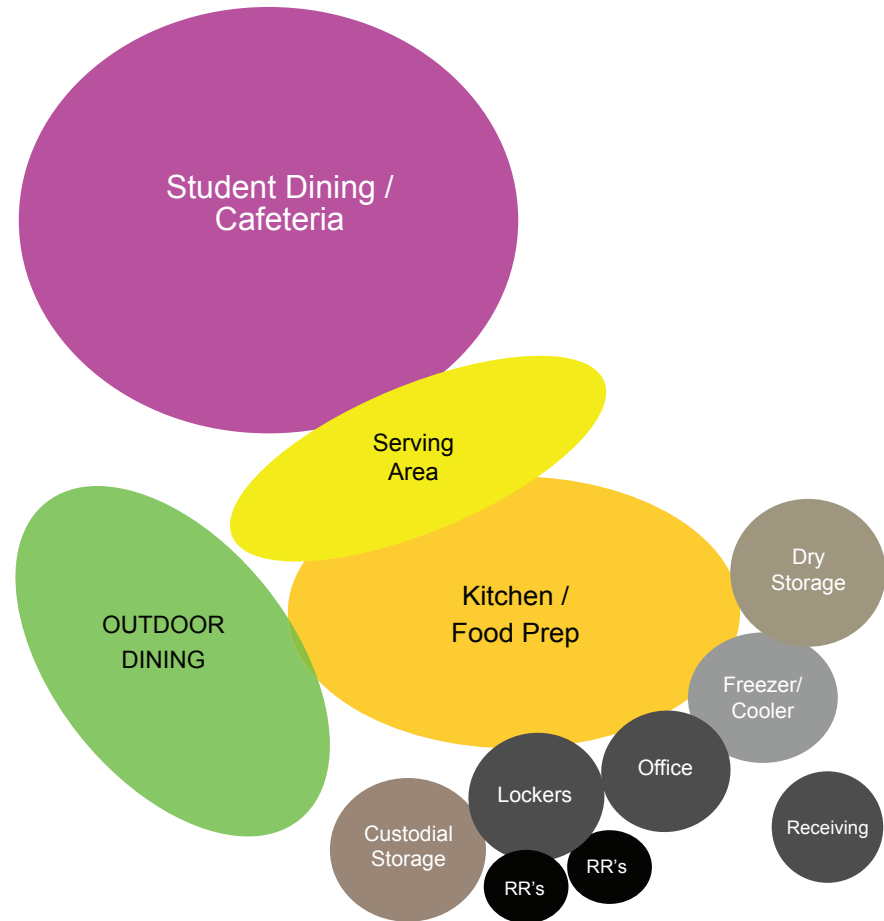 Student Dining /
Cafeteria
Serving
Area
Dry
Storage
Kitchen /
Food Prep
OUTDOOR
DINING
Freezer/
Cooler
Office
Lockers
Receiving
Custodial
Storage
RR's
RR's